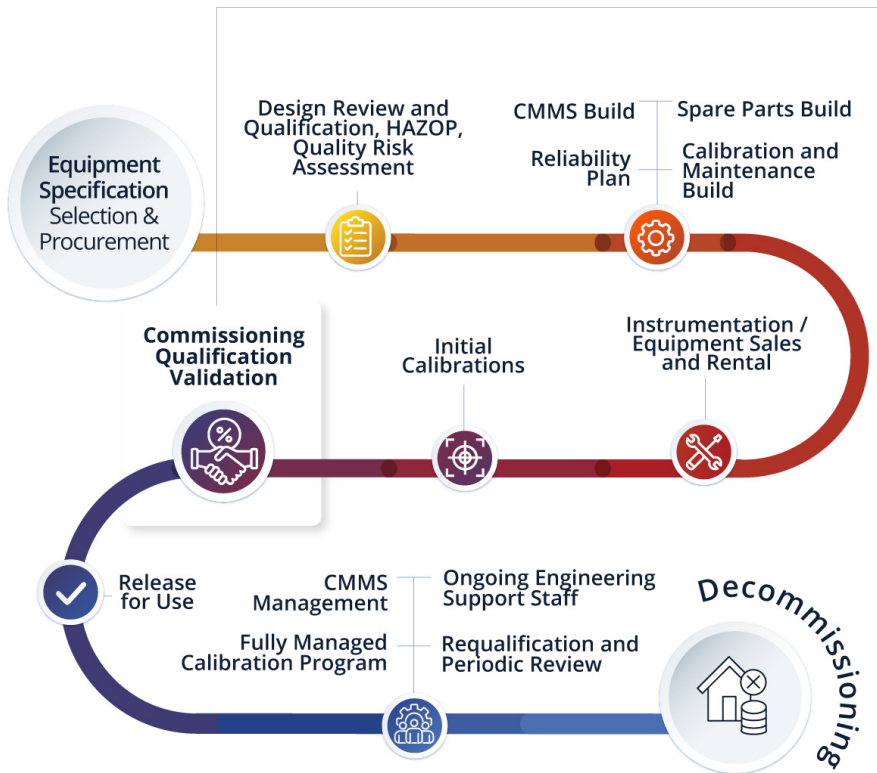 Equipment
Specification
Selection &
Procurement
Design Review and
Qualification, HAZOP,
Quality Risk
Assessment
CMMS Build
Spare Parts Build
Reliability
Plan
Calibration and
Maintenance
Build
Instrumentation /
Equipment Sales
and Rental
Initial
Calibrations
Commissioning
Qualification
Validation
%
Release
for Use
CMMS
Management
Ongoing Engineering
Support Staff
Fully Managed
Calibration Program
Requalification and
Periodic Review
Decommissioning